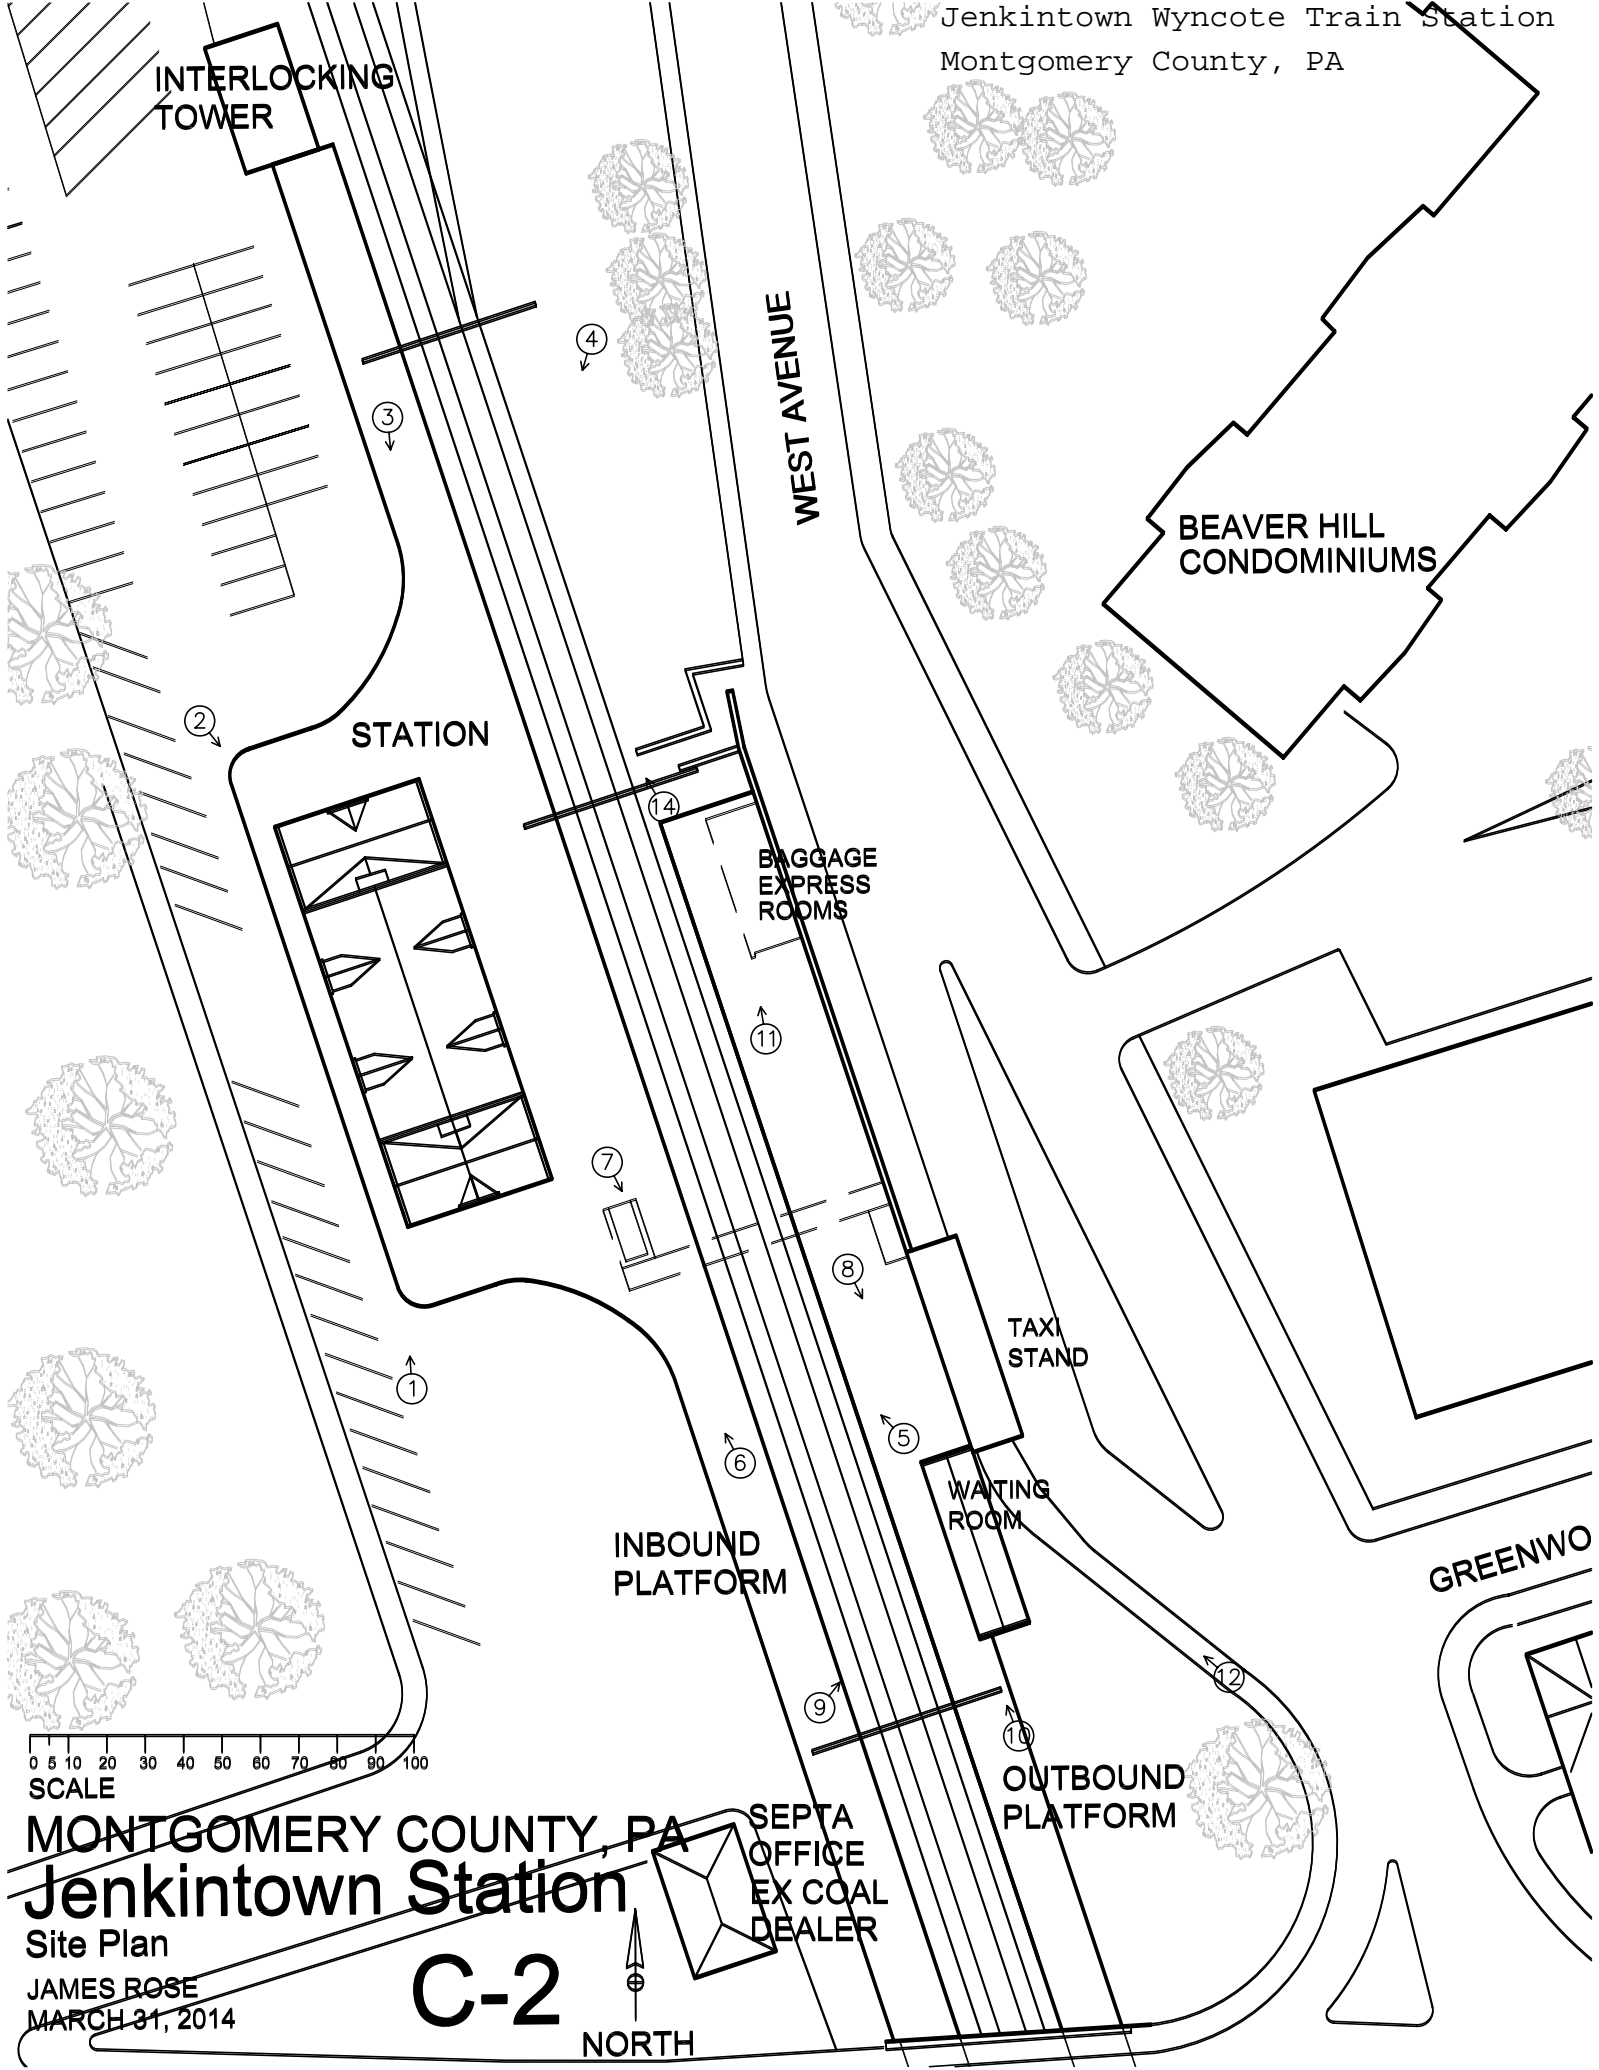 Jenkintown Wyncote Train Station
Montgomery County, PA
INTERLOCKING
TOWER
4
3
WEST AVENUE
BEAVER HILL
CONDOMINIUMS
2
STATION
14
BAGGAGE
EXPRESS
ROOMS
11
7
8
TAXI
STAND
1
5
6
WAITING
ROOM
INBOUND
PLATFORM
GREENWO
12
9
10
0 5 10 20 30 40 50 60 70 80 90 100
SCALE
OUTBOUND
PLATFORM
MONTGOMERY COUNTY, PA
Jenkintown Station
Site Plan
JAMES ROSE
MARCH 31, 2014
C-2
SEPTA
OFFICE
EX COAL
DEALER
NORTH